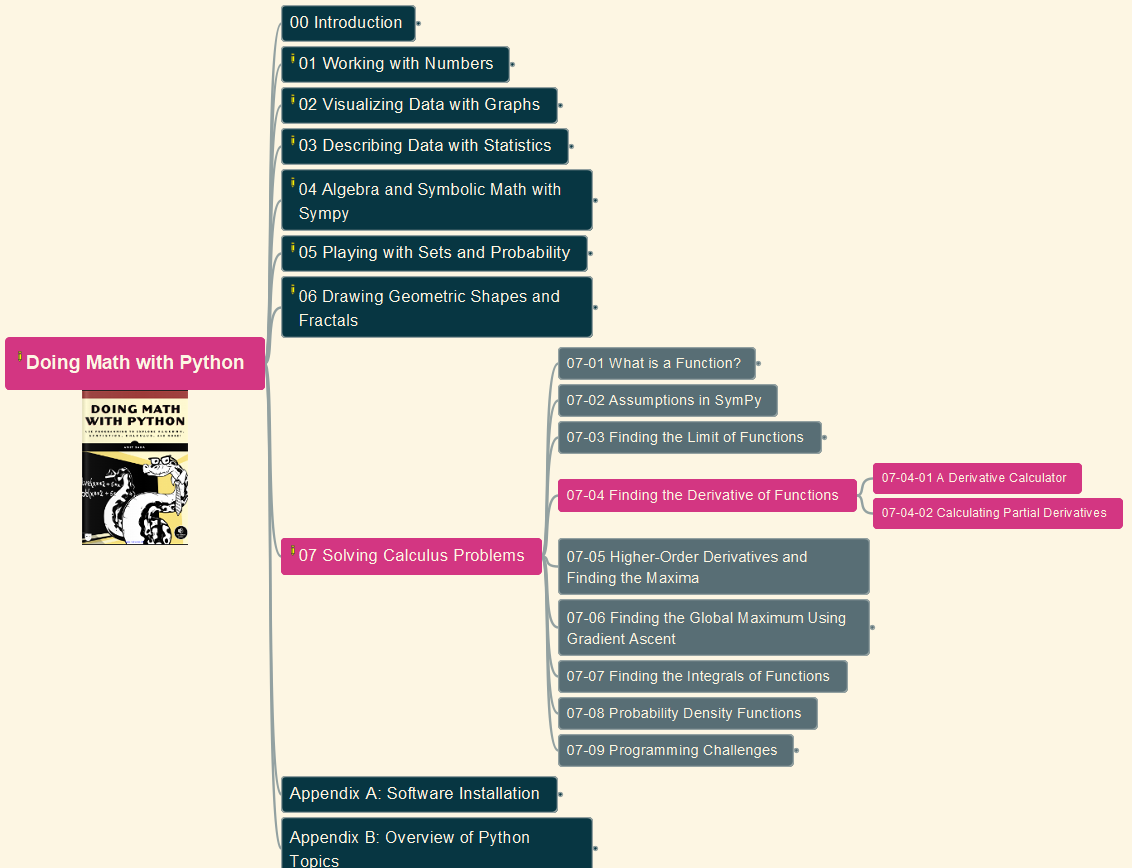 00 Introduction
01 Working with Numbers
02 Visualizing Data with Graphs
03 Describing Data with Statistics
04 Algebra and Symbolic Math with
Sympy
05 Playing with Sets and Probability
06 Drawing Geometric Shapes and
Fractals
Doing Math with Python
DOING MATH
WITH PYTHON
07 Solving Calculus Problems
07-01 What is a Function?
07-02 Assumptions in SymPy
07-03 Finding the Limit of Functions
07-04 Finding the Derivative of Functions
07-04-01 A Derivative Calculator
07-04-02 Calculating Partial Derivatives
07-05 Higher-Order Derivatives and
Finding the Maxima
07-06 Finding the Global Maximum Using
Gradient Ascent
07-07 Finding the Integrals of Functions
07-08 Probability Density Functions
07-09 Programming Challenges
Appendix A: Software Installation
Appendix B: Overview of Python
Topics